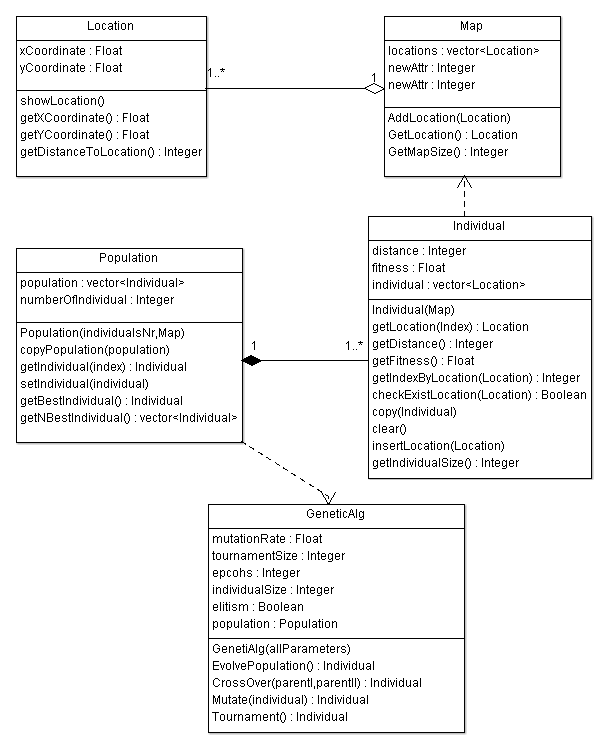 Location
xCoordinate : Float
yCoordinate : Float
showLocation()
getXCoordinate() : Float
getYCoordinate() : Float
getDistanceToLocation() : Integer
1..*
1
Map
locations : vector<Location>
newAttr : Integer
newAttr : Integer
AddLocation(Location)
GetLocation() : Location
GetMapSize() : Integer
Population
population : vector<Individual>
numberOfIndividual : Integer
Population(individualsNr,Map)
copyPopulation(population)
getIndividual(index) : Individual
setIndividual(individual)
getBestIndividual() : Individual
getNBestIndividual() : vector<Individual>
1
1..*
Individual
distance : Integer
fitness : Float
individual : vector<Location>
Individual(Map)
getLocation(Index) : Location
getDistance() : Integer
getFitness() : Float
getIndexByLocation(Location) : Integer
checkExistLocation(Location) : Boolean
copy(Individual)
clear()
insertLocation(Location)
getIndividualSize() : Integer
GeneticAlg
mutationRate : Float
tournamentSize : Integer
epcohs : Integer
individualSize : Integer
elitism : Boolean
population : Population
GenetiAlg(allParameters)
EvolvePopulation() : Individual
CrossOver(parentI,parentII) : Individual
Mutate(individual) : Individual
Tournament() : Individual